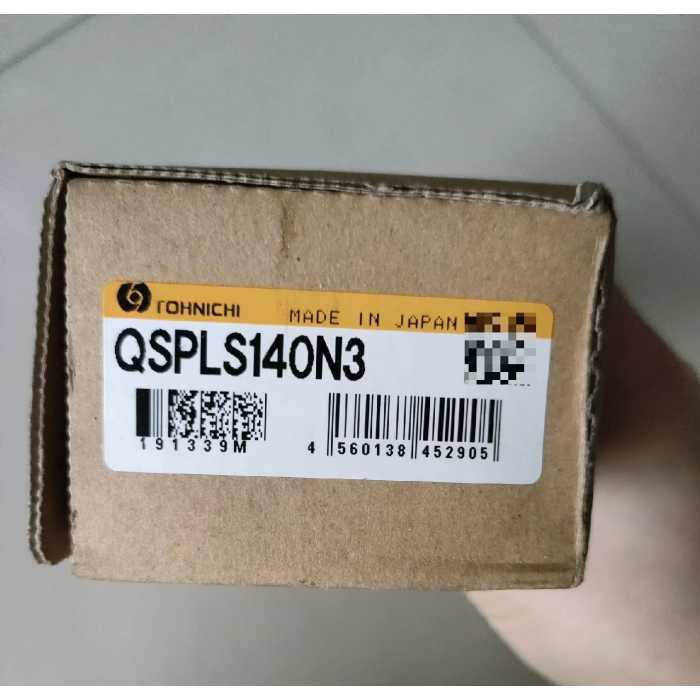 TOHNICHI
MADE IN JAPAN
QSPLS140N3
191339M
4 560138 452905